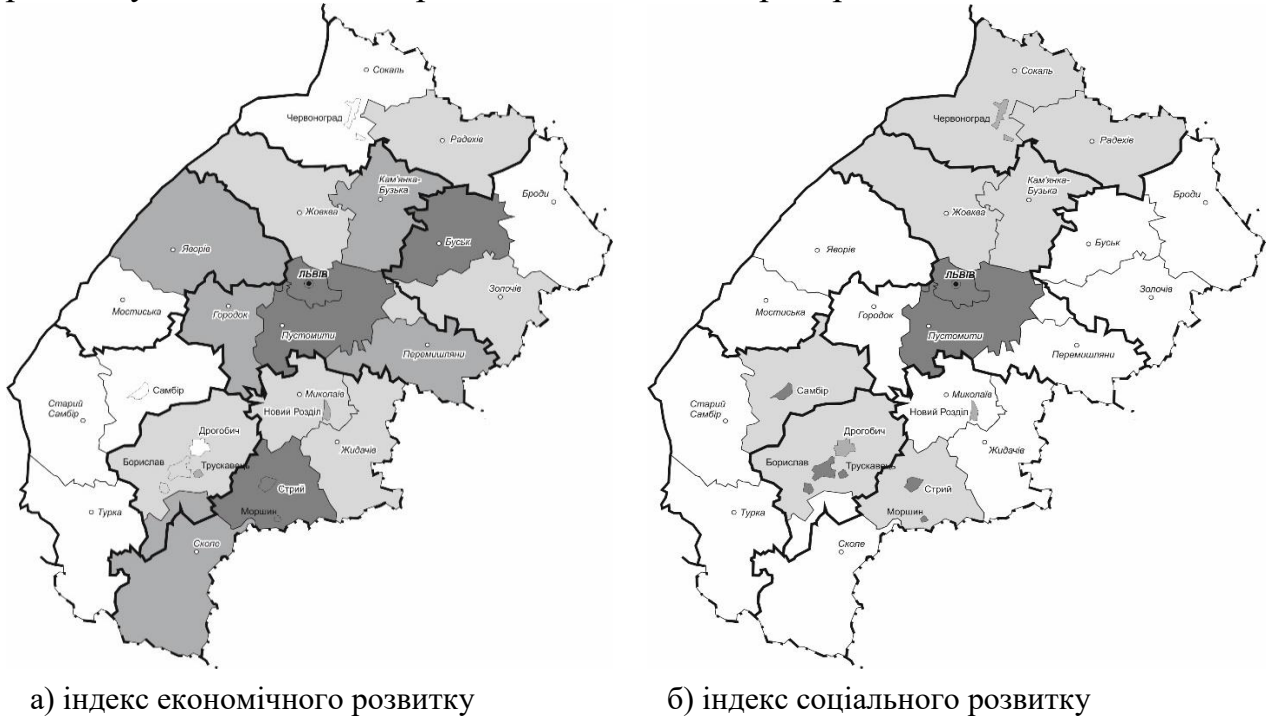 Сокаль
Червоноград
Радехів
Кам'янка-
Бузька
Броди
Жовква
Яворів
Буськ
ЛЬВІВ
Золочів
Мостиська
Городок
Пустомити
Перемишляни
Самбір
Миколаїв
Старий
Самбір
Новий Розділ
Дрогобич
Жидачів
Борислав
Трускавець
Стрий
Турка
Моршин
Сколе
Сокаль
Червоноград
Радехів
Кам'янка-
Бузька
Броди
Жовква
Яворів
Буськ
ЛЬВІВ
Золочів
Мостиська
Городок
Пустомити
Перемишляни
Самбір
Миколаїв
Старий
Самбір
Новий Розділ
Дрогобич
Жидачів
Борислав
Трускавець
Стрий
Турка
Моршин
Сколе
а) індекс економічного розвитку
б) індекс соціального розвитку